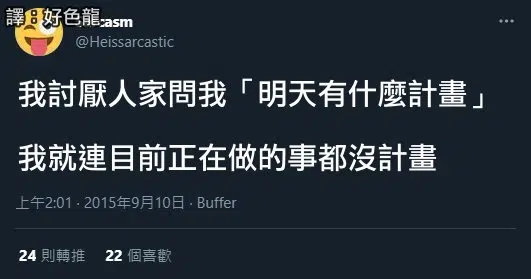 譯：好色龍
@Heissarcastic
我討厭人家問我「明天有什麼計畫」
我就連目前正在做的事都沒計畫
上午2:01 · 2015年9月10日 · Buffer
24 則轉推 22 個喜歡